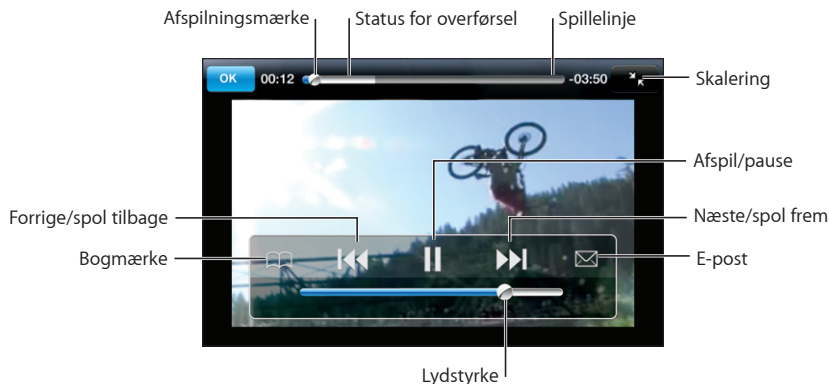 Afspilningsmærke
Status for overførsel
Spillelinje
OK
00:12
-03:50
Skalering
Afspil/pause
Forrige/spol tilbage
Næste/spol frem
Bogmærke
E-post
Lydstyrke